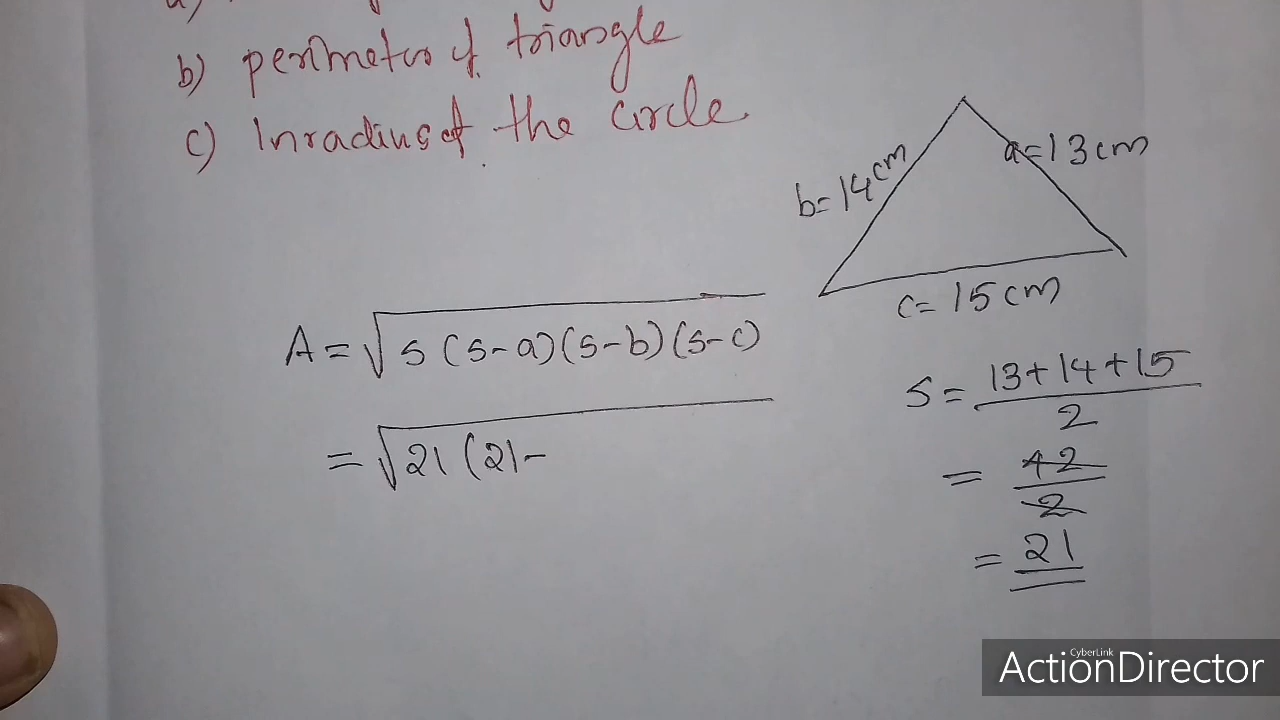 b) perimeter of triangle
c) Inradius of the circle
b=14cm
a=13cm
c=15cm
A=√s(s-a)(s-b)(s-c)
=√21(21-
S=13+14+15/2
=42/2
=21
CyberLink
ActionDirector